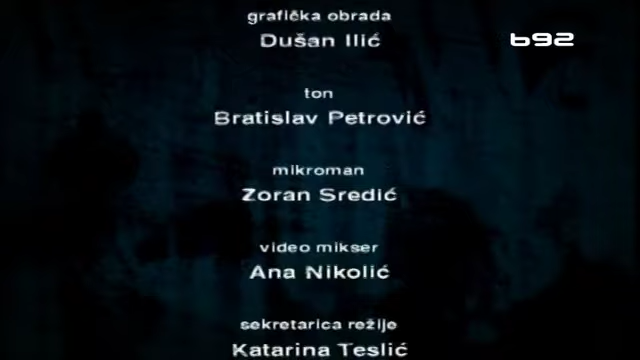 grafička obrada
Dušan Ilić
b92
ton
Bratislav Petrović
mikroman
Zoran Sredić
video mikser
Ana Nikolić
sekretarica režije
Katarina Teslić